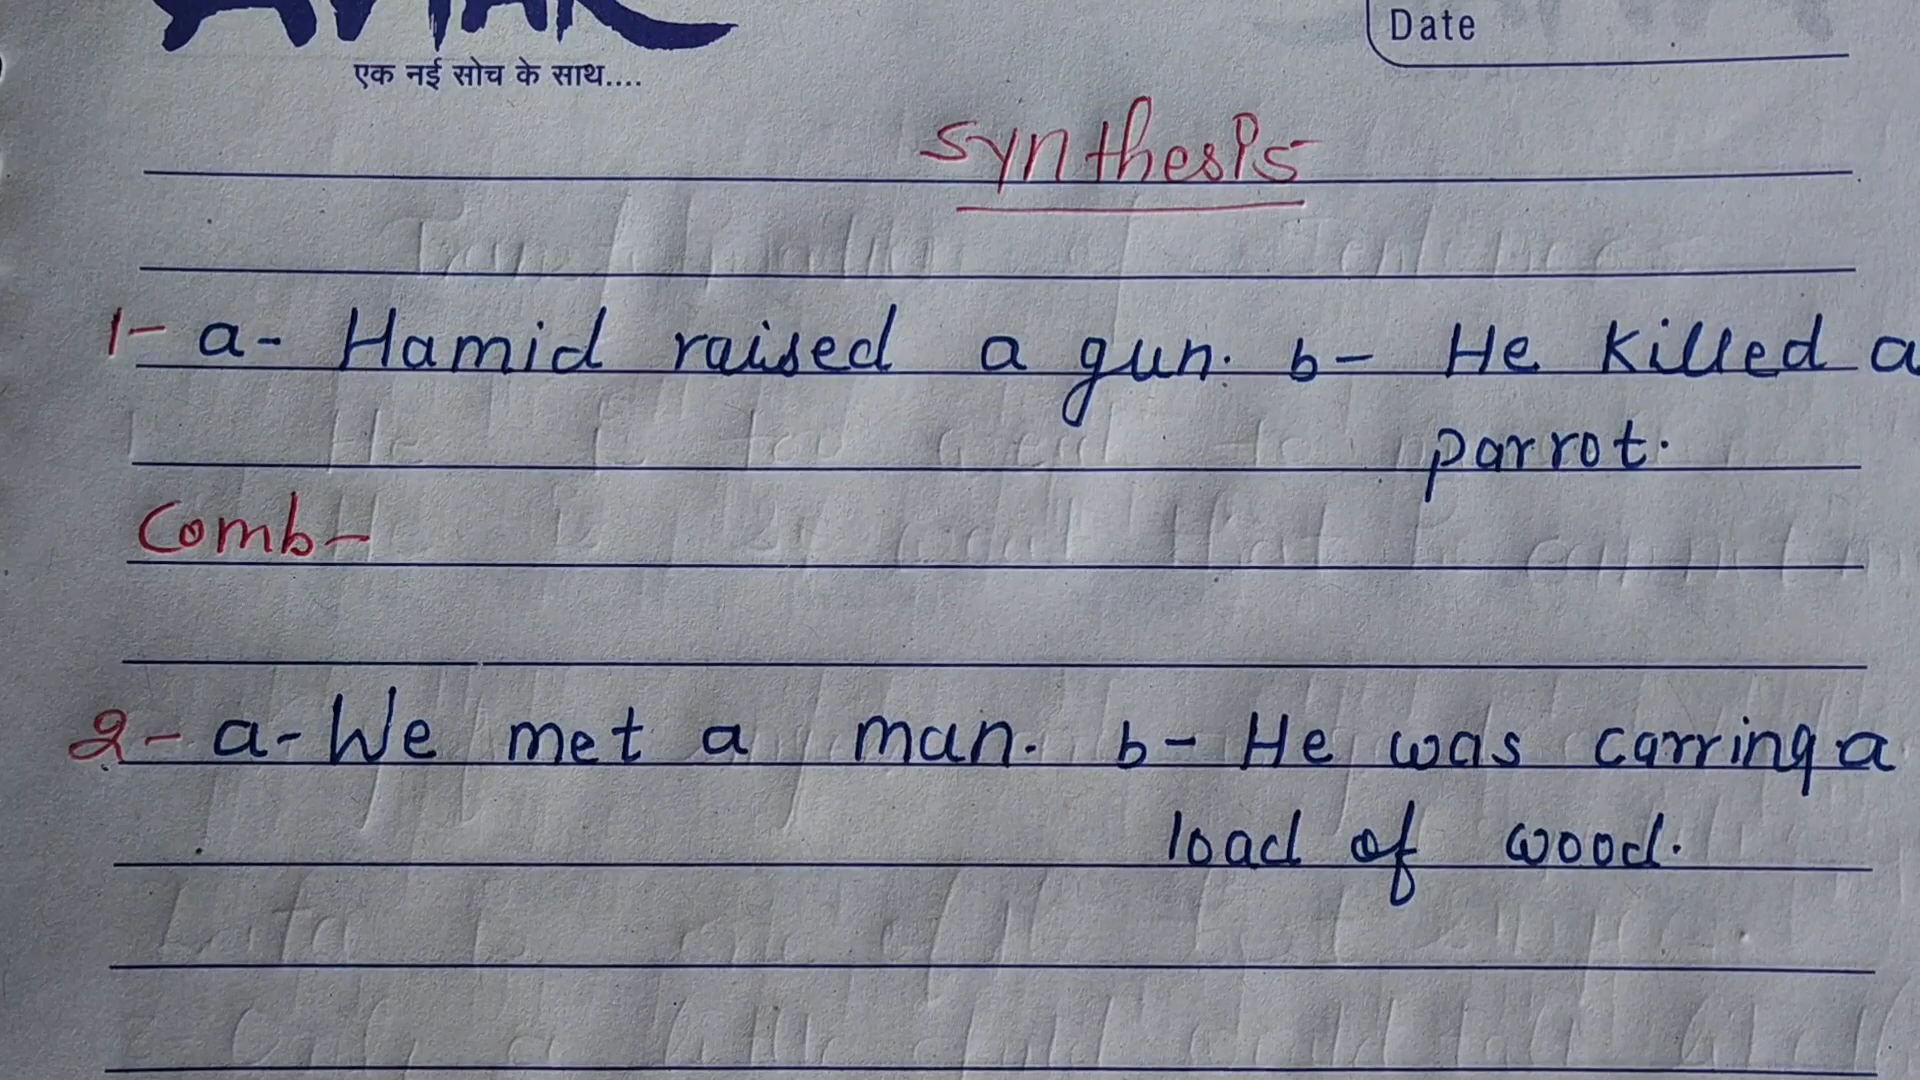 एक नई सोच के साथ....
Date
Synthesis
1- a- Hamid raised a gun. b- He killed a
parrot.
Comb-
2- a- We met a man. b- He was carring a
load of wood.